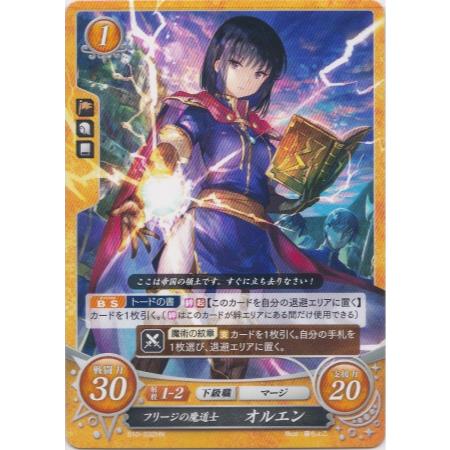 1
ここは帝国の領土です。すぐに立ち去りなさい!
BS トードの書 絆 起 【このカードを自分の退避エリアに置く】
カードを1枚引く。(絆はこのカードが絆エリアにある間だけ使用できる)
魔術の紋章 支 カードを1枚引く。自分の手札を
1枚選び、退避エリアに置く。
戦闘力
30
射程 1-2 下級職 マージ
支援力
20
フリージの魔道士 オルエン